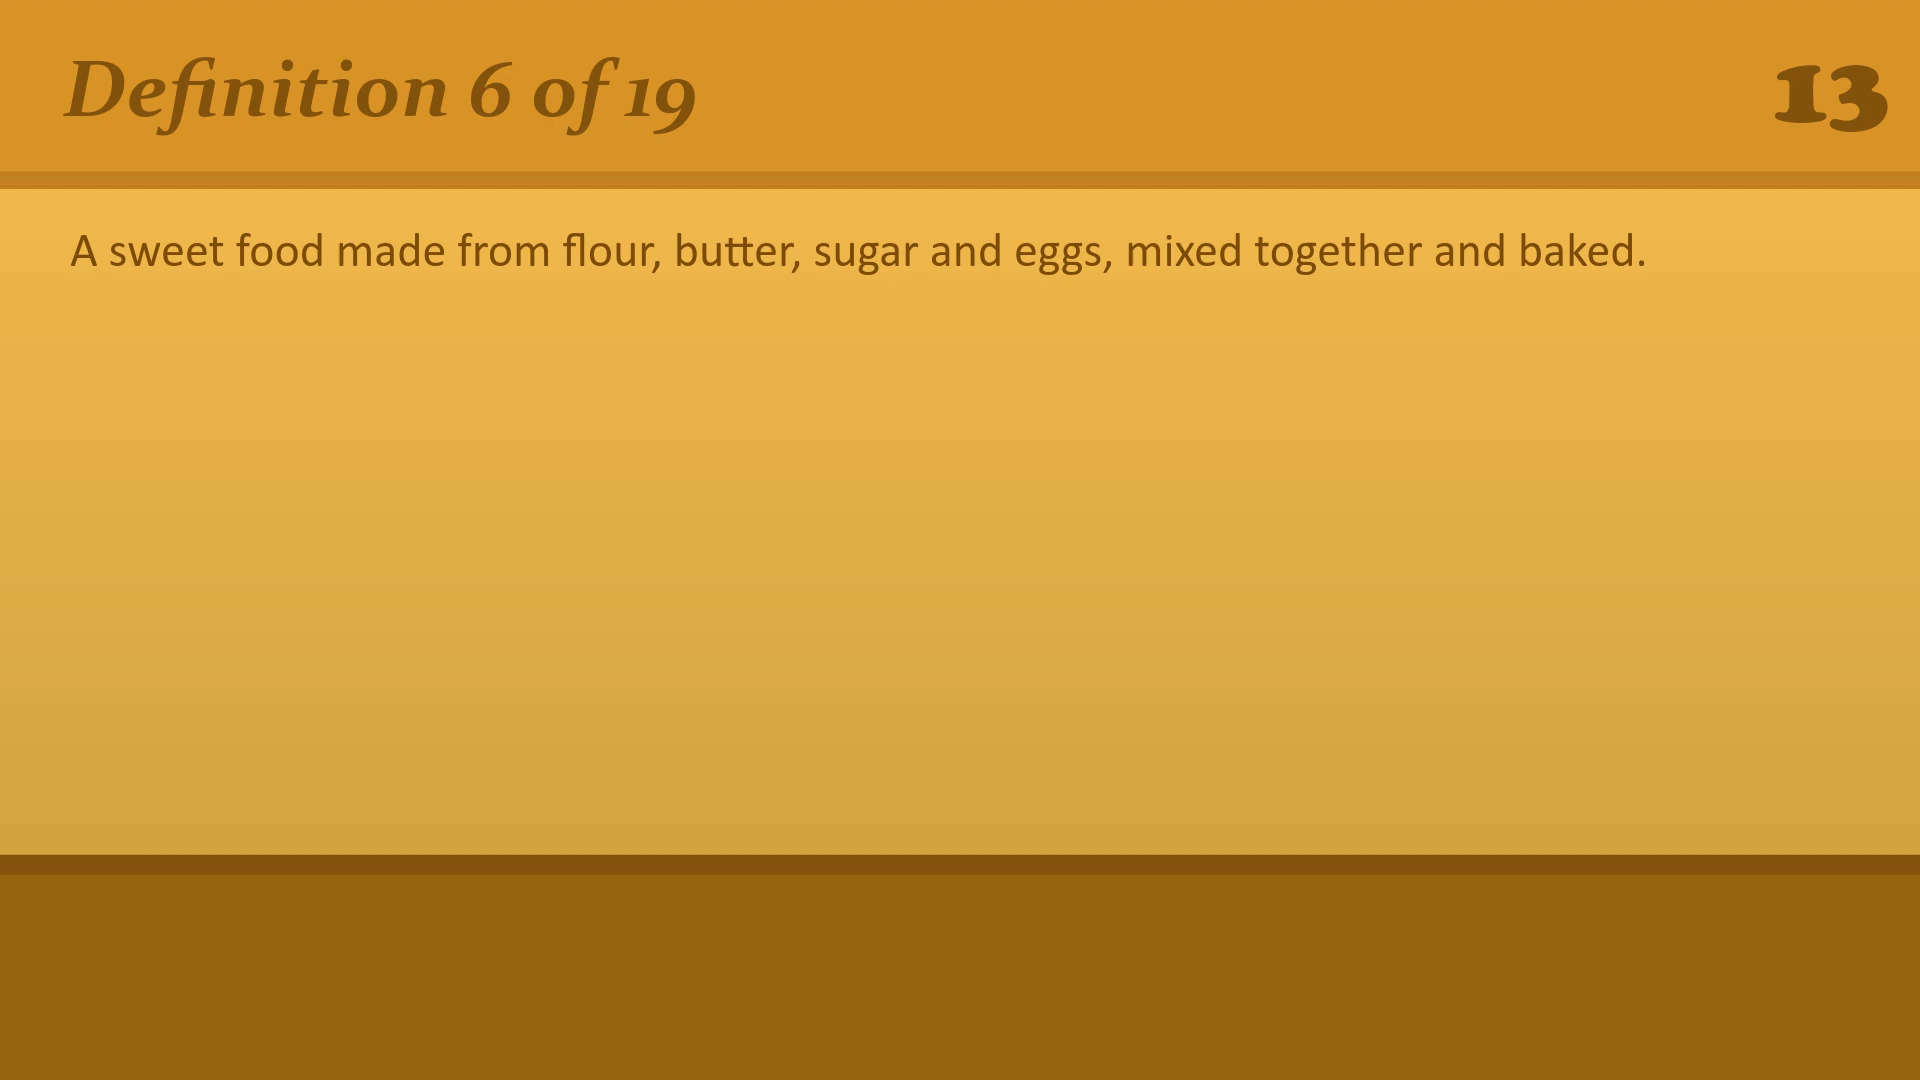 Definition 6 of 19
13
A sweet food made from flour, butter, sugar and eggs, mixed together and baked.